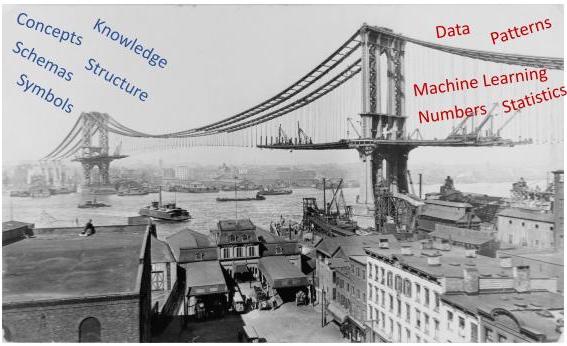 Concepts
Knowledge
Schemas
Structure
Symbols
Data
Patterns
Machine Learning
Numbers
Statistics